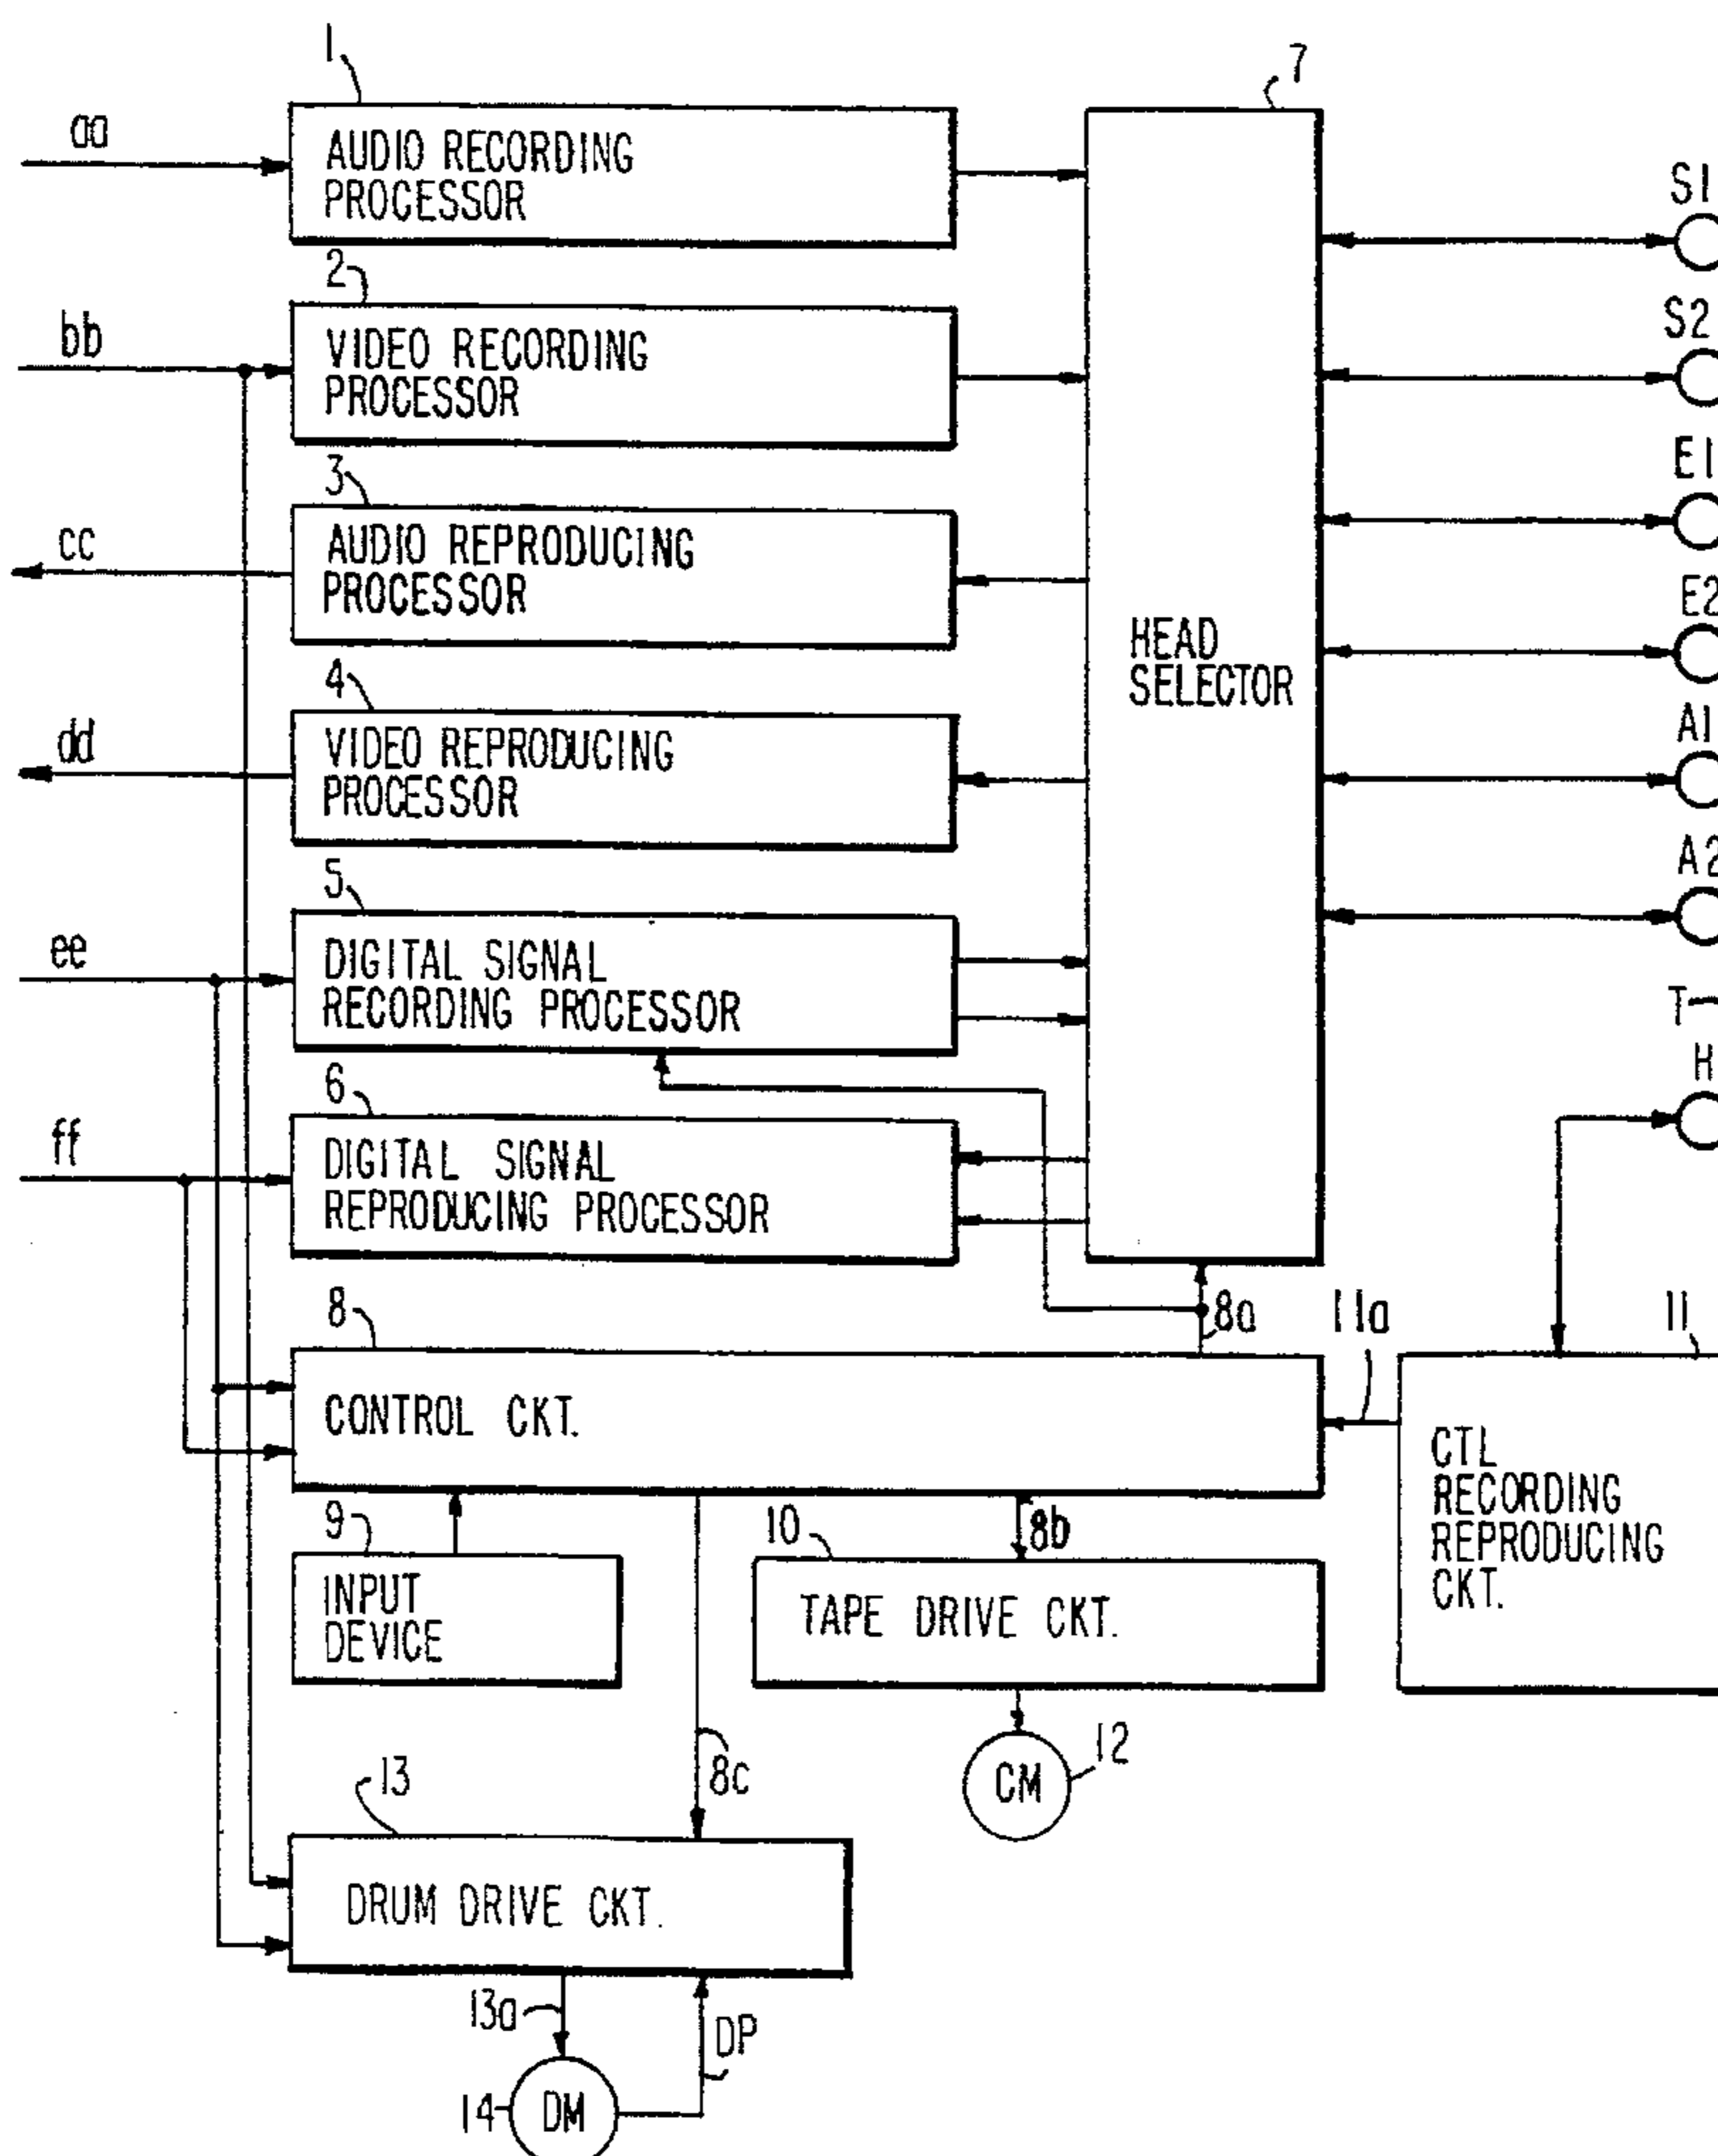 1
7
aa
AUDIO RECORDING
PROCESSOR
S1
2
bb
VIDEO RECORDING
PROCESSOR
S2
3
cc
AUDIO REPRODUCING
PROCESSOR
E1
HEAD
SELECTOR
E2
4
dd
VIDEO REPRODUCING
PROCESSOR
A1
5
A2
ee
DIGITAL SIGNAL
RECORDING PROCESSOR
T
H
6
ff
DIGITAL SIGNAL
REPRODUCING PROCESSOR
8
8a
11a
11
CONTROL CKT.
CTL
RECORDING
REPRODUCING
CKT.
9
INPUT
DEVICE
10
8b
TAPE DRIVE CKT.
8c
CM
12
13
DRUM DRIVE CKT.
13a
DP
14
DM